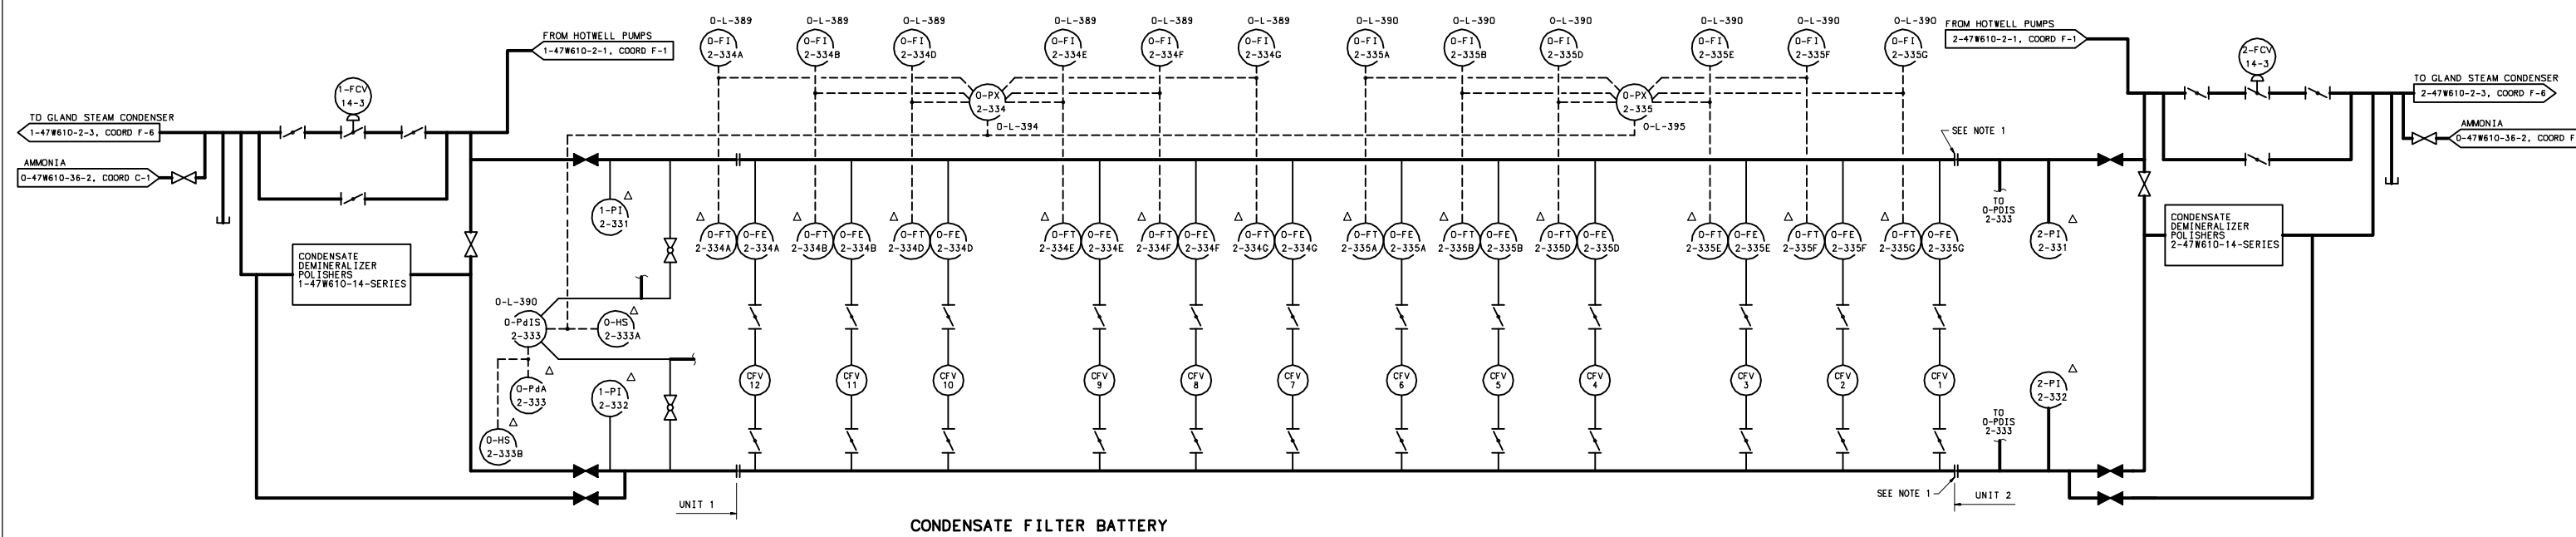 0-L-389
0-L-389
0-L-389
0-L-389
0-L-389
0-L-389
0-L-390
0-L-390
0-L-390
0-L-390
0-L-390
0-L-390
FROM HOTWELL PUMPS
1-47W610-2-1, COORD F-1
0-FI
2-334A
0-FI
2-334B
0-FI
2-334D
0-FI
2-334E
0-FI
2-334F
0-FI
2-334G
0-FI
2-335A
0-FI
2-335B
0-FI
2-335D
0-FI
2-335E
0-FI
2-335F
0-FI
2-335G
FROM HOTWELL PUMPS
2-47W610-2-1, COORD F-1
2-FCV
14-3
1-FCV
14-3
0-PX
2-334
0-L-394
0-PX
2-335
0-L-395
TO GLAND STEAM CONDENSER
2-47W610-2-3, COORD F-6
TO GLAND STEAM CONDENSER
1-47W610-2-3, COORD F-6
AMMONIA
0-47W610-36-2, COORD F
AMMONIA
0-47W610-36-2, COORD C-1
SEE NOTE 1
1-PI
2-331
0-FT
2-334A
0-FE
2-334A
0-FT
2-334B
0-FE
2-334B
0-FT
2-334D
0-FE
2-334D
0-FT
2-334E
0-FE
2-334E
0-FT
2-334F
0-FE
2-334F
0-FT
2-334G
0-FE
2-334G
0-FT
2-335A
0-FE
2-335A
0-FT
2-335B
0-FE
2-335B
0-FT
2-335D
0-FE
2-335D
0-FT
2-335E
0-FE
2-335E
0-FT
2-335F
0-FE
2-335F
0-FT
2-335G
0-FE
2-335G
TO
0-PDIS
2-333
2-PI
2-331
CONDENSATE
DEMINERALIZER
POLISHERS
2-47W610-14-SERIES
CONDENSATE
DEMINERALIZER
POLISHERS
1-47W610-14-SERIES
0-L-390
0-PdIS
2-333
0-HS
2-333A
0-PdA
2-333
1-PI
2-332
0-HS
2-333B
CFV
12
CFV
11
CFV
10
CFV
9
CFV
8
CFV
7
CFV
6
CFV
5
CFV
4
CFV
3
CFV
2
CFV
1
TO
0-PDIS
2-333
2-PI
2-332
UNIT 1
SEE NOTE 1
UNIT 2
CONDENSATE FILTER BATTERY